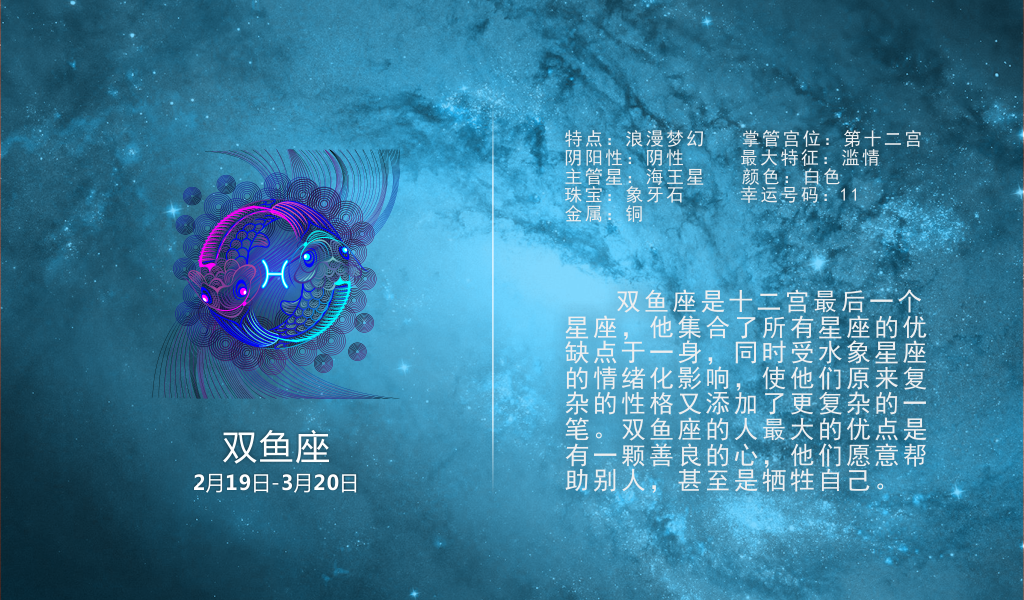 双鱼座
2月19日-3月20日
特点：浪漫梦幻 掌管宫位：第十二宫
阴阳性：阴性 最大特征：滥情
主管星：海王星 颜色：白色
珠宝：象牙石 幸运号码：11
金属：铜
双鱼座是十二宫最后一个
星座，他集合了所有星座的优
缺点于一身，同时受水象星座
的情绪化影响，使他们原来复
杂的性格又添加了更复杂的一
笔。双鱼座的人最大的优点是
有一颗善良的心，他们愿意帮
助别人，甚至是牺牲自己。